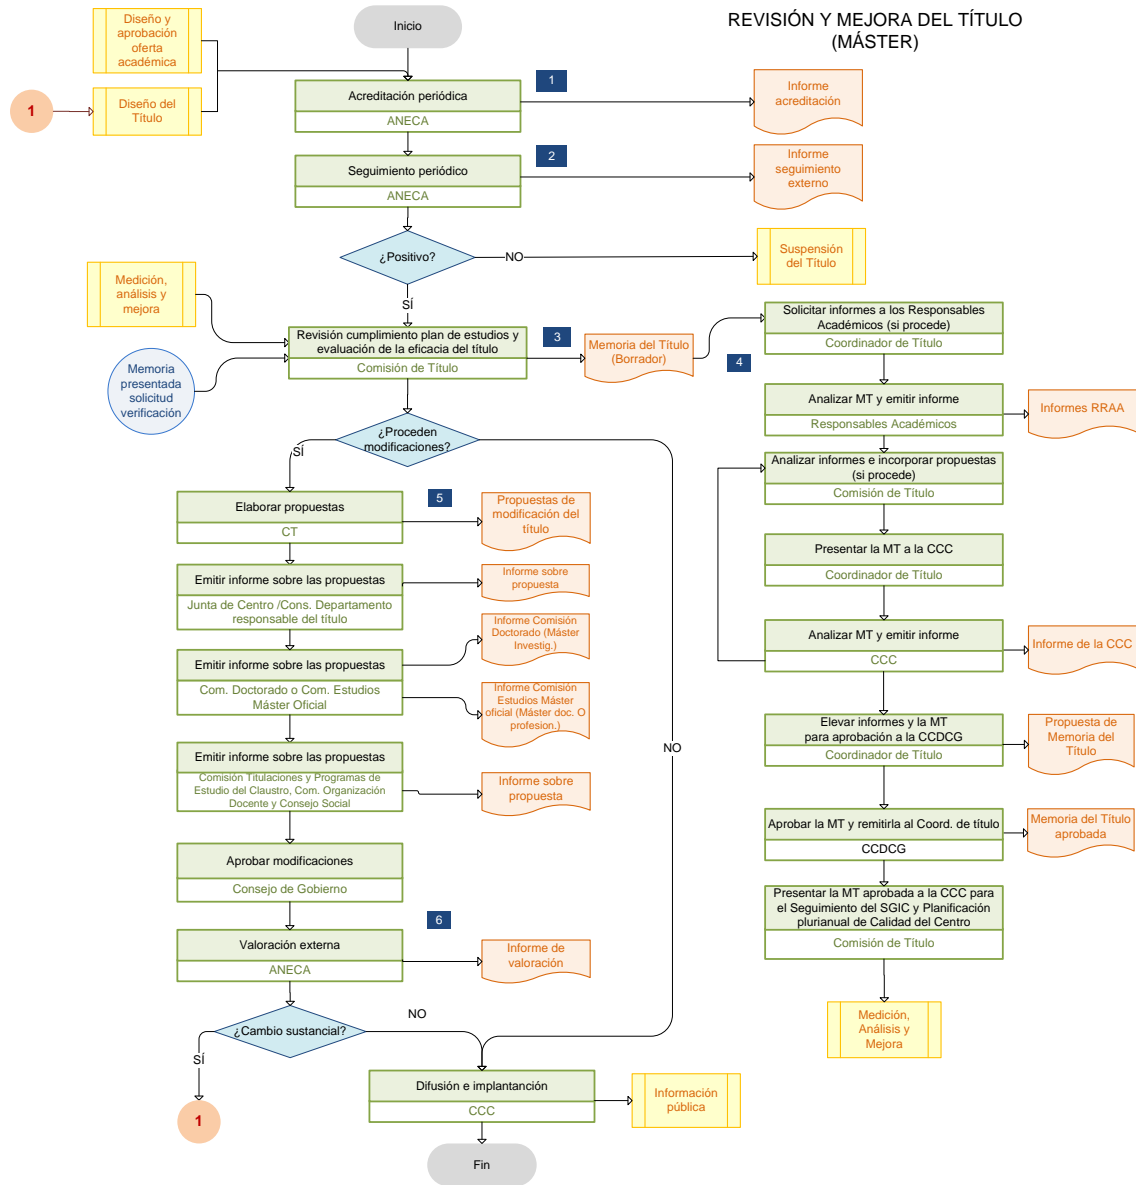 REVISIÓN Y MEJORA DEL TÍTULO
(MÁSTER)
Inicio
Diseño y
aprobación
oferta
académica
1
Diseño del
Título
Acreditación periódica
ANECA
1
Informe
acreditación
Seguimiento periódico
ANECA
2
Informe
seguimiento
externo
¿Positivo?
NO
Suspensión
del Título
SÍ
Medición,
análisis y
mejora
Memoria
presentada
solicitud
verificación
Revisión cumplimiento plan de estudios y
evaluación de la eficacia del título
Comisión de Título
3
Memoria del Título
(Borrador)
4
Solicitar informes a los Responsables
Académicos (si procede)
Coordinador de Título
Analizar MT y emitir informe
Responsables Académicos
Informes RRAA
Analizar informes e incorporar propuestas
(si procede)
Comisión de Título
Presentar la MT a la CCC
Coordinador de Título
Analizar MT y emitir informe
CCC
Informe de la CCC
Elevar informes y la MT
para aprobación a la CCDCG
Coordinador de Título
Propuesta de
Memoria del
Título
Aprobar la MT y remitirla al Coord. de título
CCDCG
Memoria del Título
aprobada
Presentar la MT aprobada a la CCC para
el Seguimiento del SGIC y Planificación
plurianual de Calidad del Centro
Comisión de Título
Medición,
Análisis y
Mejora
¿Proceden
modificaciones?
SÍ
NO
Elaborar propuestas
CT
5
Propuestas de
modificación del
título
Emitir informe sobre las propuestas
Junta de Centro /Cons. Departamento
responsable del título
Informe sobre
propuesta
Emitir informe sobre las propuestas
Com. Doctorado o Com. Estudios
Máster Oficial
Informe Comisión
Doctorado (Máster
Investig.)
Informe Comisión
Estudios Máster
oficial (Máster doc. O
profesion.)
Emitir informe sobre las propuestas
Comisión Titulaciones y Programas de
Estudio del Claustro, Com. Organización
Docente y Consejo Social
Informe sobre
propuesta
Aprobar modificaciones
Consejo de Gobierno
Valoración externa
ANECA
6
Informe de
valoración
¿Cambio sustancial?
NO
SÍ
1
Difusión e implantanción
CCC
Información
pública
Fin